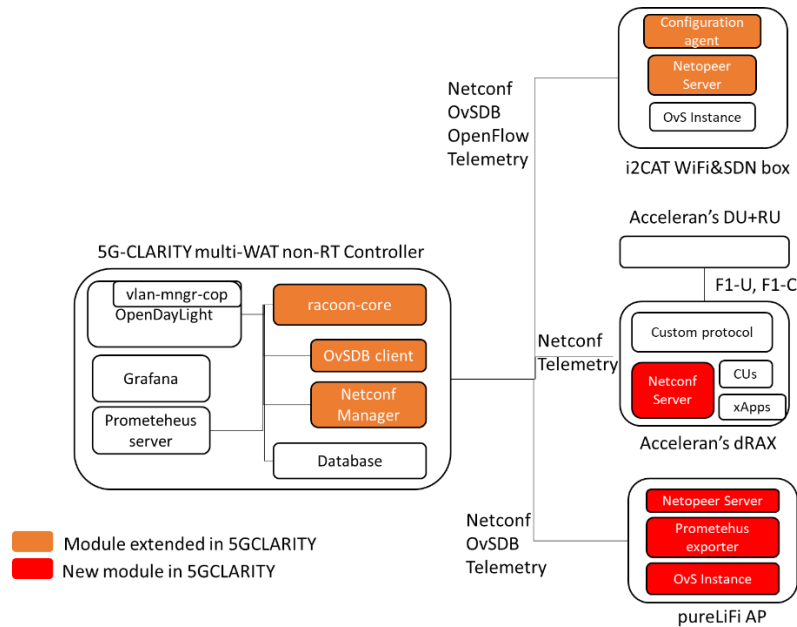 Configuration
agent
Netopeer
Server
OvS Instance
i2CAT WiFi&SDN box
Netconf
OvSDB
OpenFlow
Telemetry
Acceleran's DU+RU
F1-U, F1-C
5G-CLARITY multi-WAT non-RT Controller
vlan-mngr-cop
OpenDayLight
racoon-core
OvSDB client
Grafana
Netconf
Manager
Prometeheus
server
Database
Netconf
Telemetry
Custom protocol
Netconf
Server
CUs
xApps
Acceleran's dRAX
Netconf
OvSDB
Telemetry
Netopeer Server
Prometehus
exporter
OvS Instance
pureLiFi AP
Module extended in 5GCLARITY
New module in 5GCLARITY